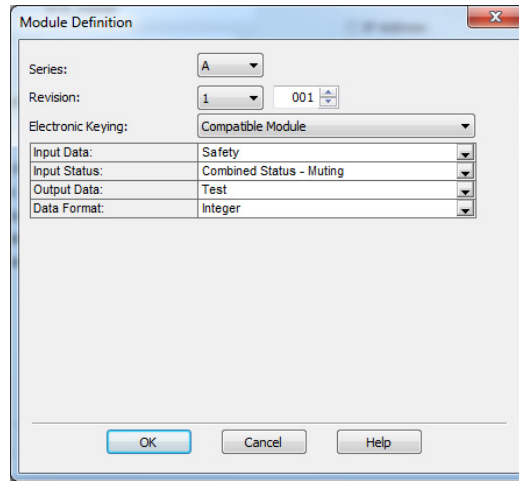 Module Definition
Series: A
Revision: 1 001
Electronic Keying: Compatible Module
Input Data: Safety
Input Status: Combined Status - Muting
Output Data: Test
Data Format: Integer
OK Cancel Help